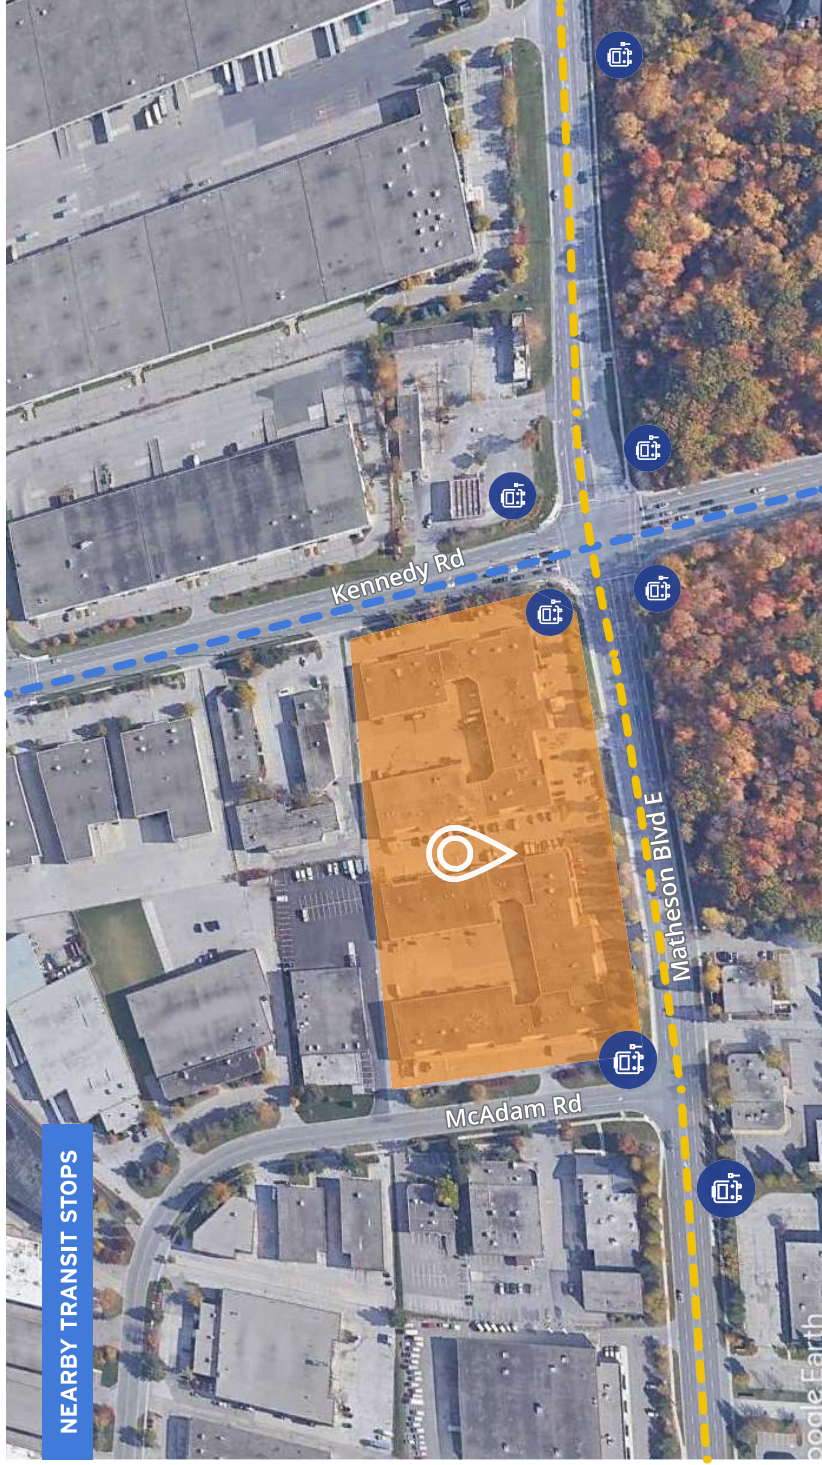 NEARBY TRANSIT STOPS
McAdam Rd
Kennedy Rd
Matheson Blvd E
oogle Earth